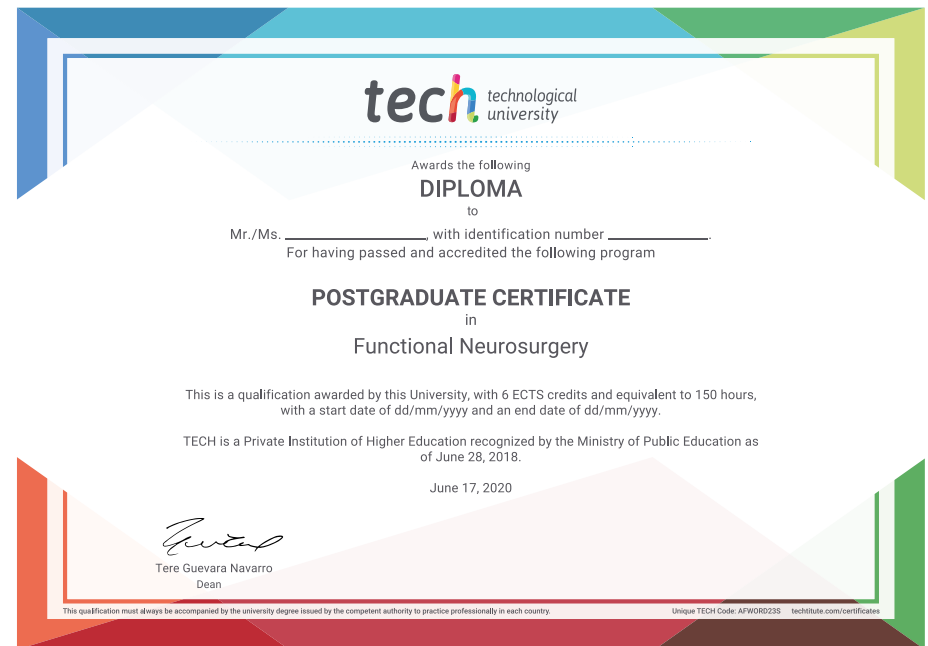 tech technological
university
Awards the following
DIPLOMA
to
Mr./Ms. ____________________, with identification number ______________.
For having passed and accredited the following program
POSTGRADUATE CERTIFICATE
in
Functional Neurosurgery
This is a qualification awarded by this University, with 6 ECTS credits and equivalent to 150 hours,
with a start date of dd/mm/yyyy and an end date of dd/mm/yyyy.
TECH is a Private Institution of Higher Education recognized by the Ministry of Public Education as
of June 28, 2018.
June 17, 2020
Tere Guevara Navarro
Dean
This qualification must always be accompanied by the university degree issued by the competent authority to practice professionally in each country. Unique TECH Code: AFWORD23S techtitute.com/certificates